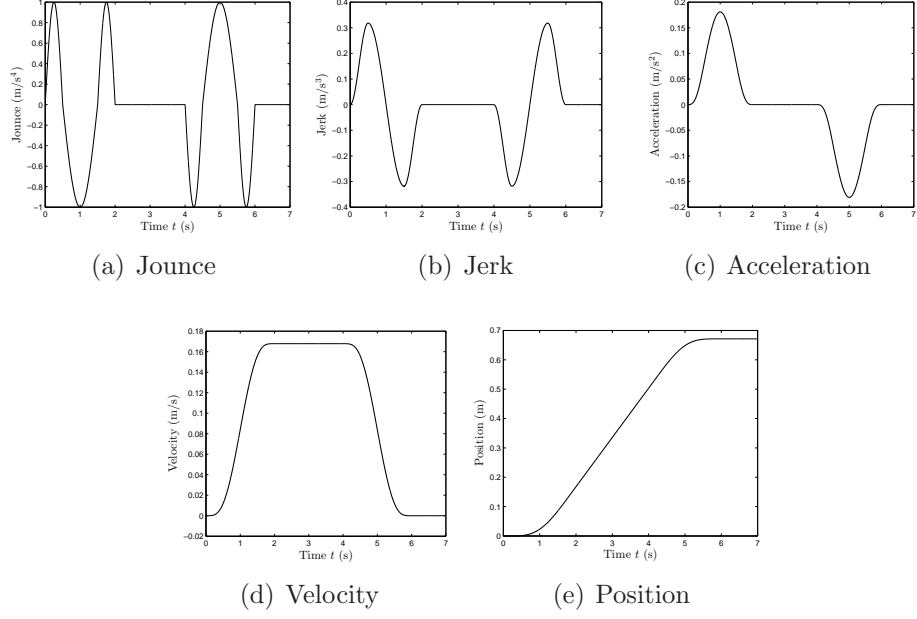 1
0.8
0.6
0.4
0.2
0
−0.2
−0.4
−0.6
−0.8
−1
Jounce (m/s⁴)
0 1 2 3 4 5 6 7
Time t (s)
(a) Jounce
0.4
0.3
0.2
0.1
0
−0.1
−0.2
−0.3
−0.4
Jerk (m/s³)
0 1 2 3 4 5 6 7
Time t (s)
(b) Jerk
0.2
0.15
0.1
0.05
0
−0.05
−0.1
−0.15
−0.2
Acceleration (m/s²)
0 1 2 3 4 5 6 7
Time t (s)
(c) Acceleration
0.18
0.16
0.14
0.12
0.1
0.08
0.06
0.04
0.02
0
−0.02
Velocity (m/s)
0 1 2 3 4 5 6 7
Time t (s)
(d) Velocity
0.7
0.6
0.5
0.4
0.3
0.2
0.1
0
Position (m)
0 1 2 3 4 5 6 7
Time t (s)
(e) Position